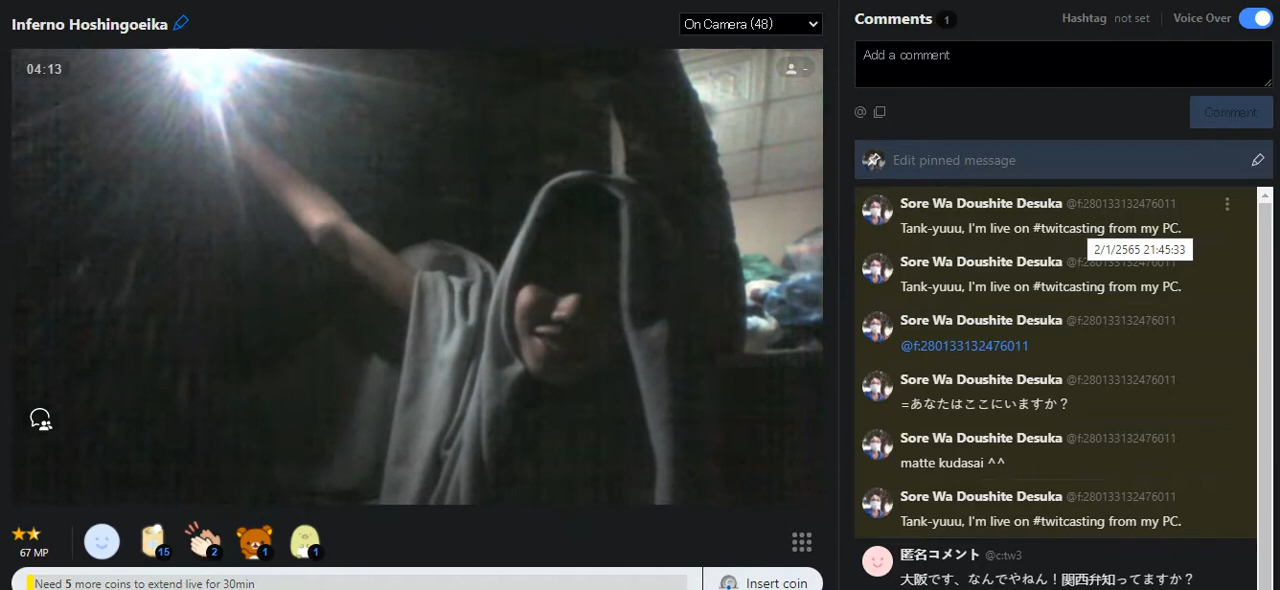 Inferno Hoshingoeika
On Camera (48)
04:13
-
67 MP
15
2
1
1
Need 5 more coins to extend live for 30min
Insert coin
Comments 1
Hashtag not set
Voice Over
Add a comment
@
Comment
Edit pinned message
Sore Wa Doushite Desuka @f:280133132476011
Tank-yuuu, I'm live on #twitcasting from my PC.
2/1/2565 21:45:33
Sore Wa Doushite Desuka @f:280133132476011
Tank-yuuu, I'm live on #twitcasting from my PC.
Sore Wa Doushite Desuka @f:280133132476011
@f:280133132476011
Sore Wa Doushite Desuka @f:280133132476011
=あなたはここにいますか？
Sore Wa Doushite Desuka @f:280133132476011
matte kudasai ^^
Sore Wa Doushite Desuka @f:280133132476011
Tank-yuuu, I'm live on #twitcasting from my PC.
匿名コメント @c:tw3
大阪です、なんでやねん！関西弁知ってますか？